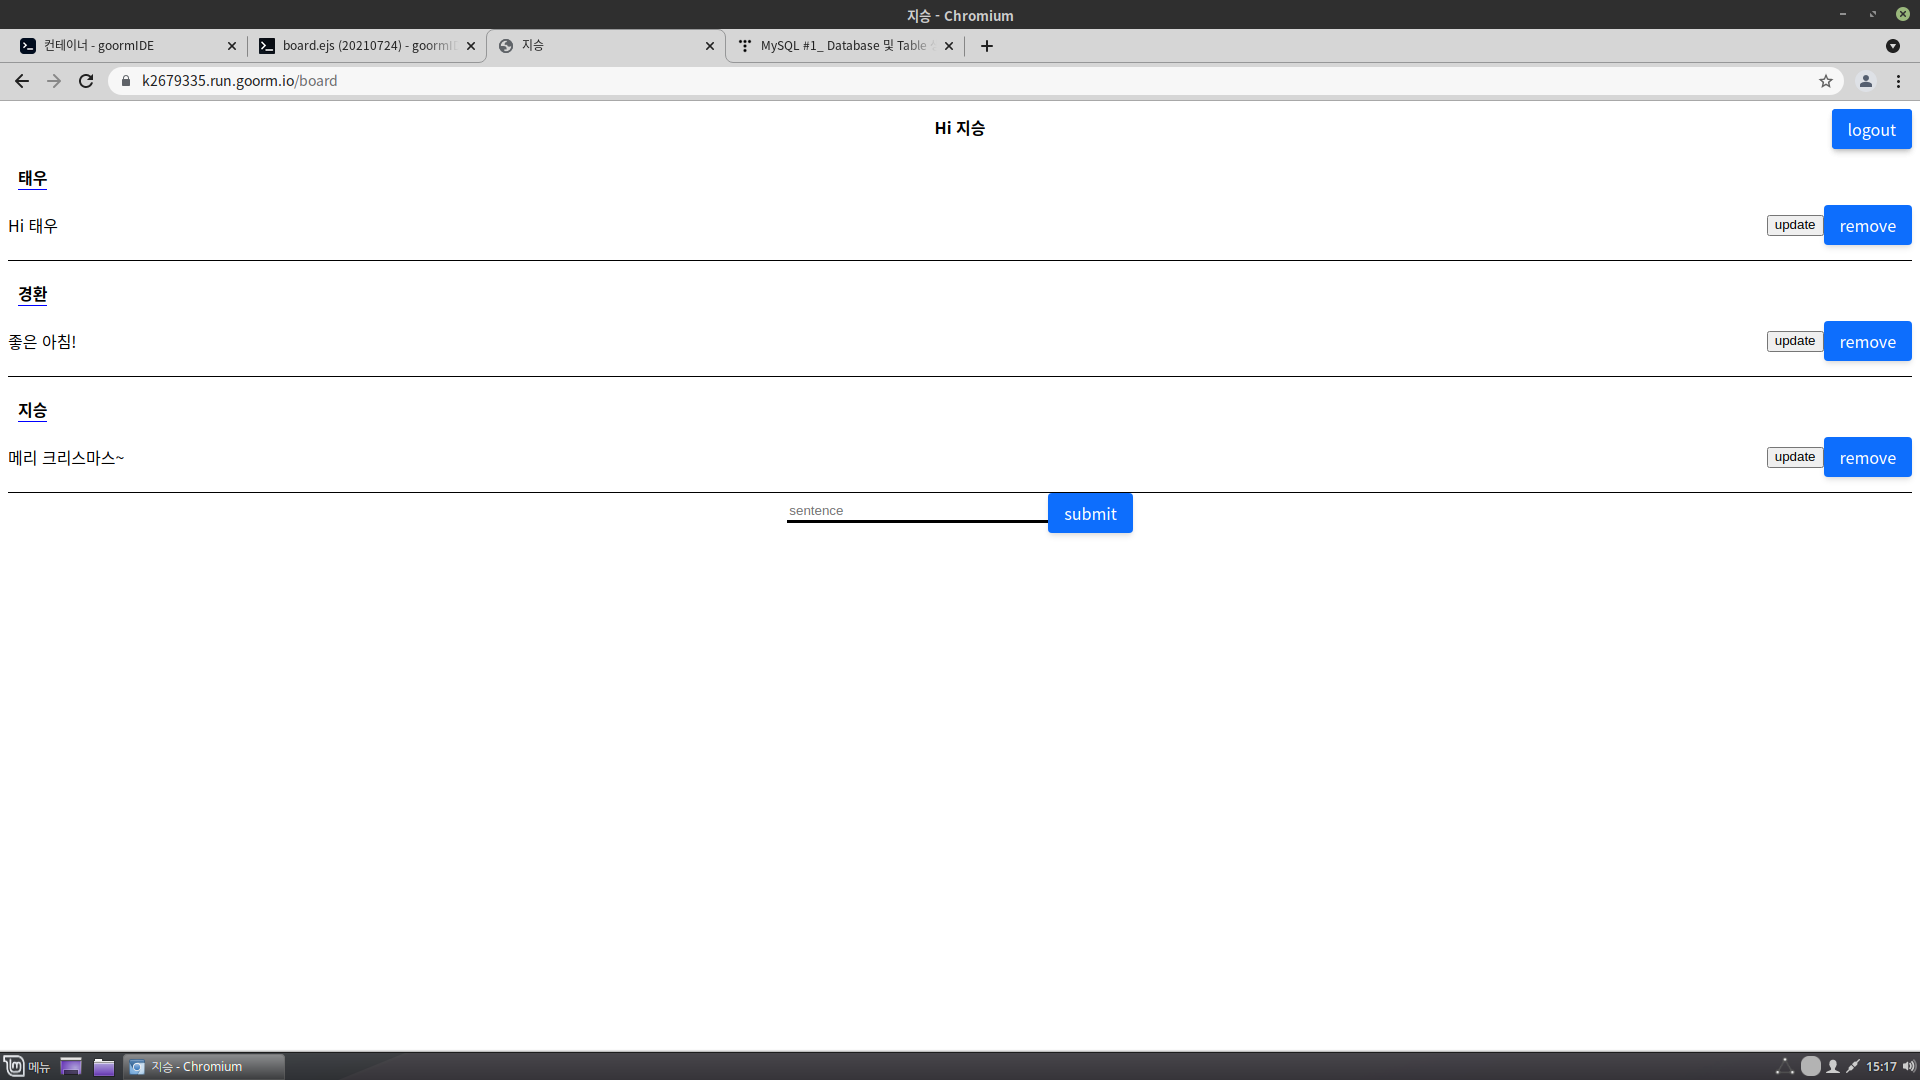 지승 - Chromium
컨테이너 - goormIDE
board.ejs (20210724) - goormI
지승
MySQL #1_ Database 및 Table
k2679335.run.goorm.io/board
Hi 지승
logout
태우
Hi 태우
update
remove
경환
좋은 아침!
update
remove
지승
메리 크리스마스~
update
remove
sentence
submit
메뉴
지승 - Chromium
15:17